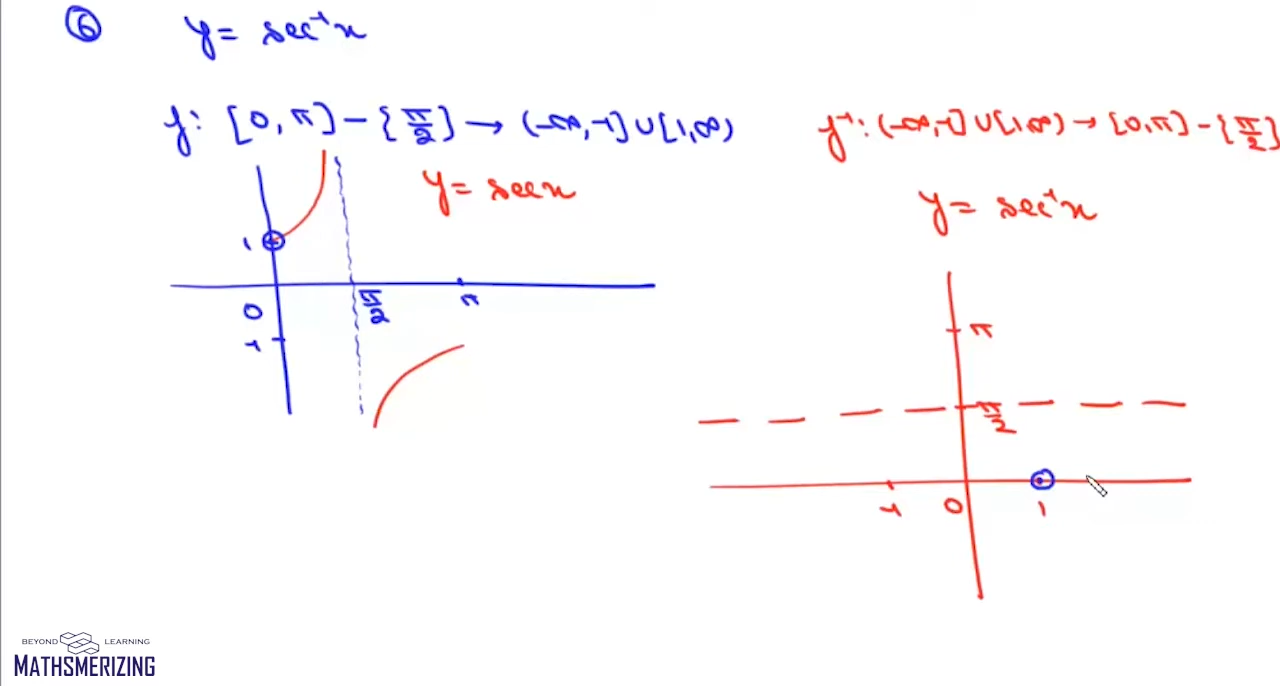 ⑥ y = sec⁻¹x
f: [0, π] - {π/2} → (-∞, -1] ∪ [1, ∞)
f⁻¹: (-∞, -1] ∪ [1, ∞) → [0, π] - {π/2}
y = sec x
y = sec⁻¹x
1
0
π/2
π
-1
π
π/2
-1
0
1
BEYOND LEARNING
MATHSMERIZING